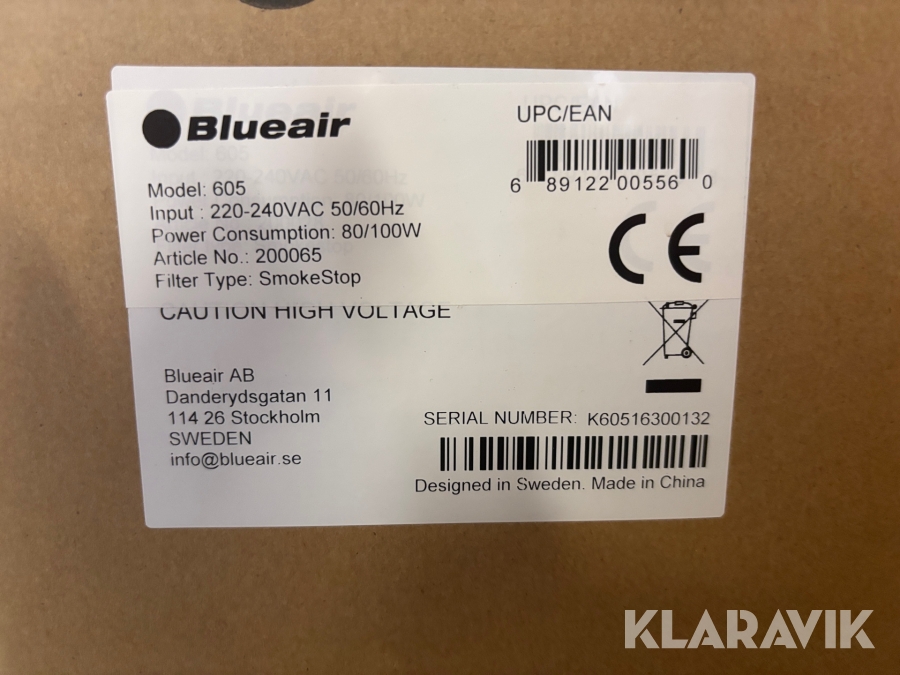 Blueair
UPC/EAN
6 89122 00556 0
Model: 605
Input : 220-240VAC 50/60Hz
Power Consumption: 80/100W
Article No.: 200065
Filter Type: SmokeStop
CE
CAUTION HIGH VOLTAGE
Blueair AB
Danderydsgatan 11
114 26 Stockholm
SWEDEN
info@blueair.se
SERIAL NUMBER: K60516300132
Designed in Sweden. Made in China
KLARAVIK